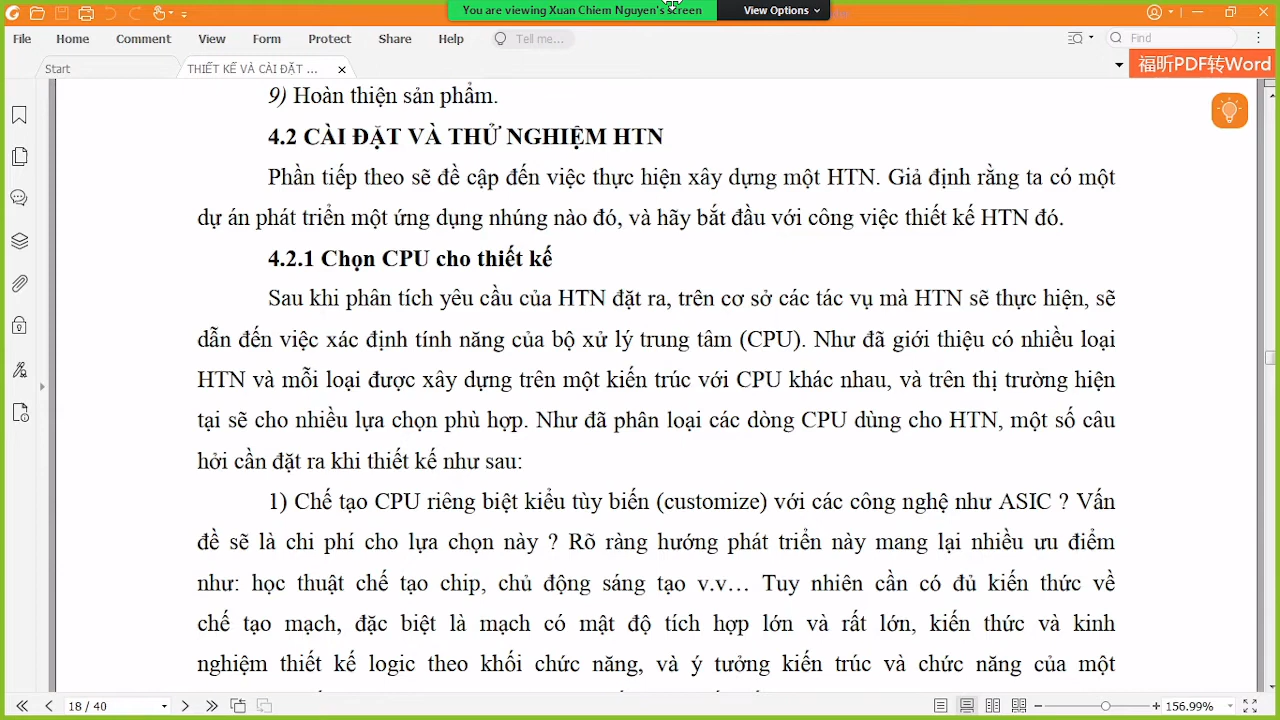 You are viewing Xuan Chiem Nguyen's screen
View Options
File Home Comment View Form Protect Share Help Tell me...
Find
Start
THIẾT KẾ VÀ CÀI ĐẶT ...
福昕PDF转Word
9) Hoàn thiện sản phẩm.
4.2 CÀI ĐẶT VÀ THỬ NGHIỆM HTN
Phần tiếp theo sẽ đề cập đến việc thực hiện xây dựng một HTN. Giả định rằng ta có một
dự án phát triển một ứng dụng nhúng nào đó, và hãy bắt đầu với công việc thiết kế HTN đó.
4.2.1 Chọn CPU cho thiết kế
Sau khi phân tích yêu cầu của HTN đặt ra, trên cơ sở các tác vụ mà HTN sẽ thực hiện, sẽ
dẫn đến việc xác định tính năng của bộ xử lý trung tâm (CPU). Như đã giới thiệu có nhiều loại
HTN và mỗi loại được xây dựng trên một kiến trúc với CPU khác nhau, và trên thị trường hiện
tại sẽ cho nhiều lựa chọn phù hợp. Như đã phân loại các dòng CPU dùng cho HTN, một số câu
hởi cần đặt ra khi thiết kế như sau:
1) Chế tạo CPU riêng biệt kiểu tùy biến (customize) với các công nghệ như ASIC ? Vấn
đề sẽ là chi phí cho lựa chọn này ? Rõ ràng hướng phát triển này mang lại nhiều ưu điểm
như: học thuật chế tạo chip, chủ động sáng tạo v.v… Tuy nhiên cần có đủ kiến thức về
chế tạo mạch, đặc biệt là mạch có mật độ tích hợp lớn và rất lớn, kiến thức và kinh
nghiệm thiết kế logic theo khối chức năng, và ý tưởng kiến trúc và chức năng của một
18 / 40
156.99%